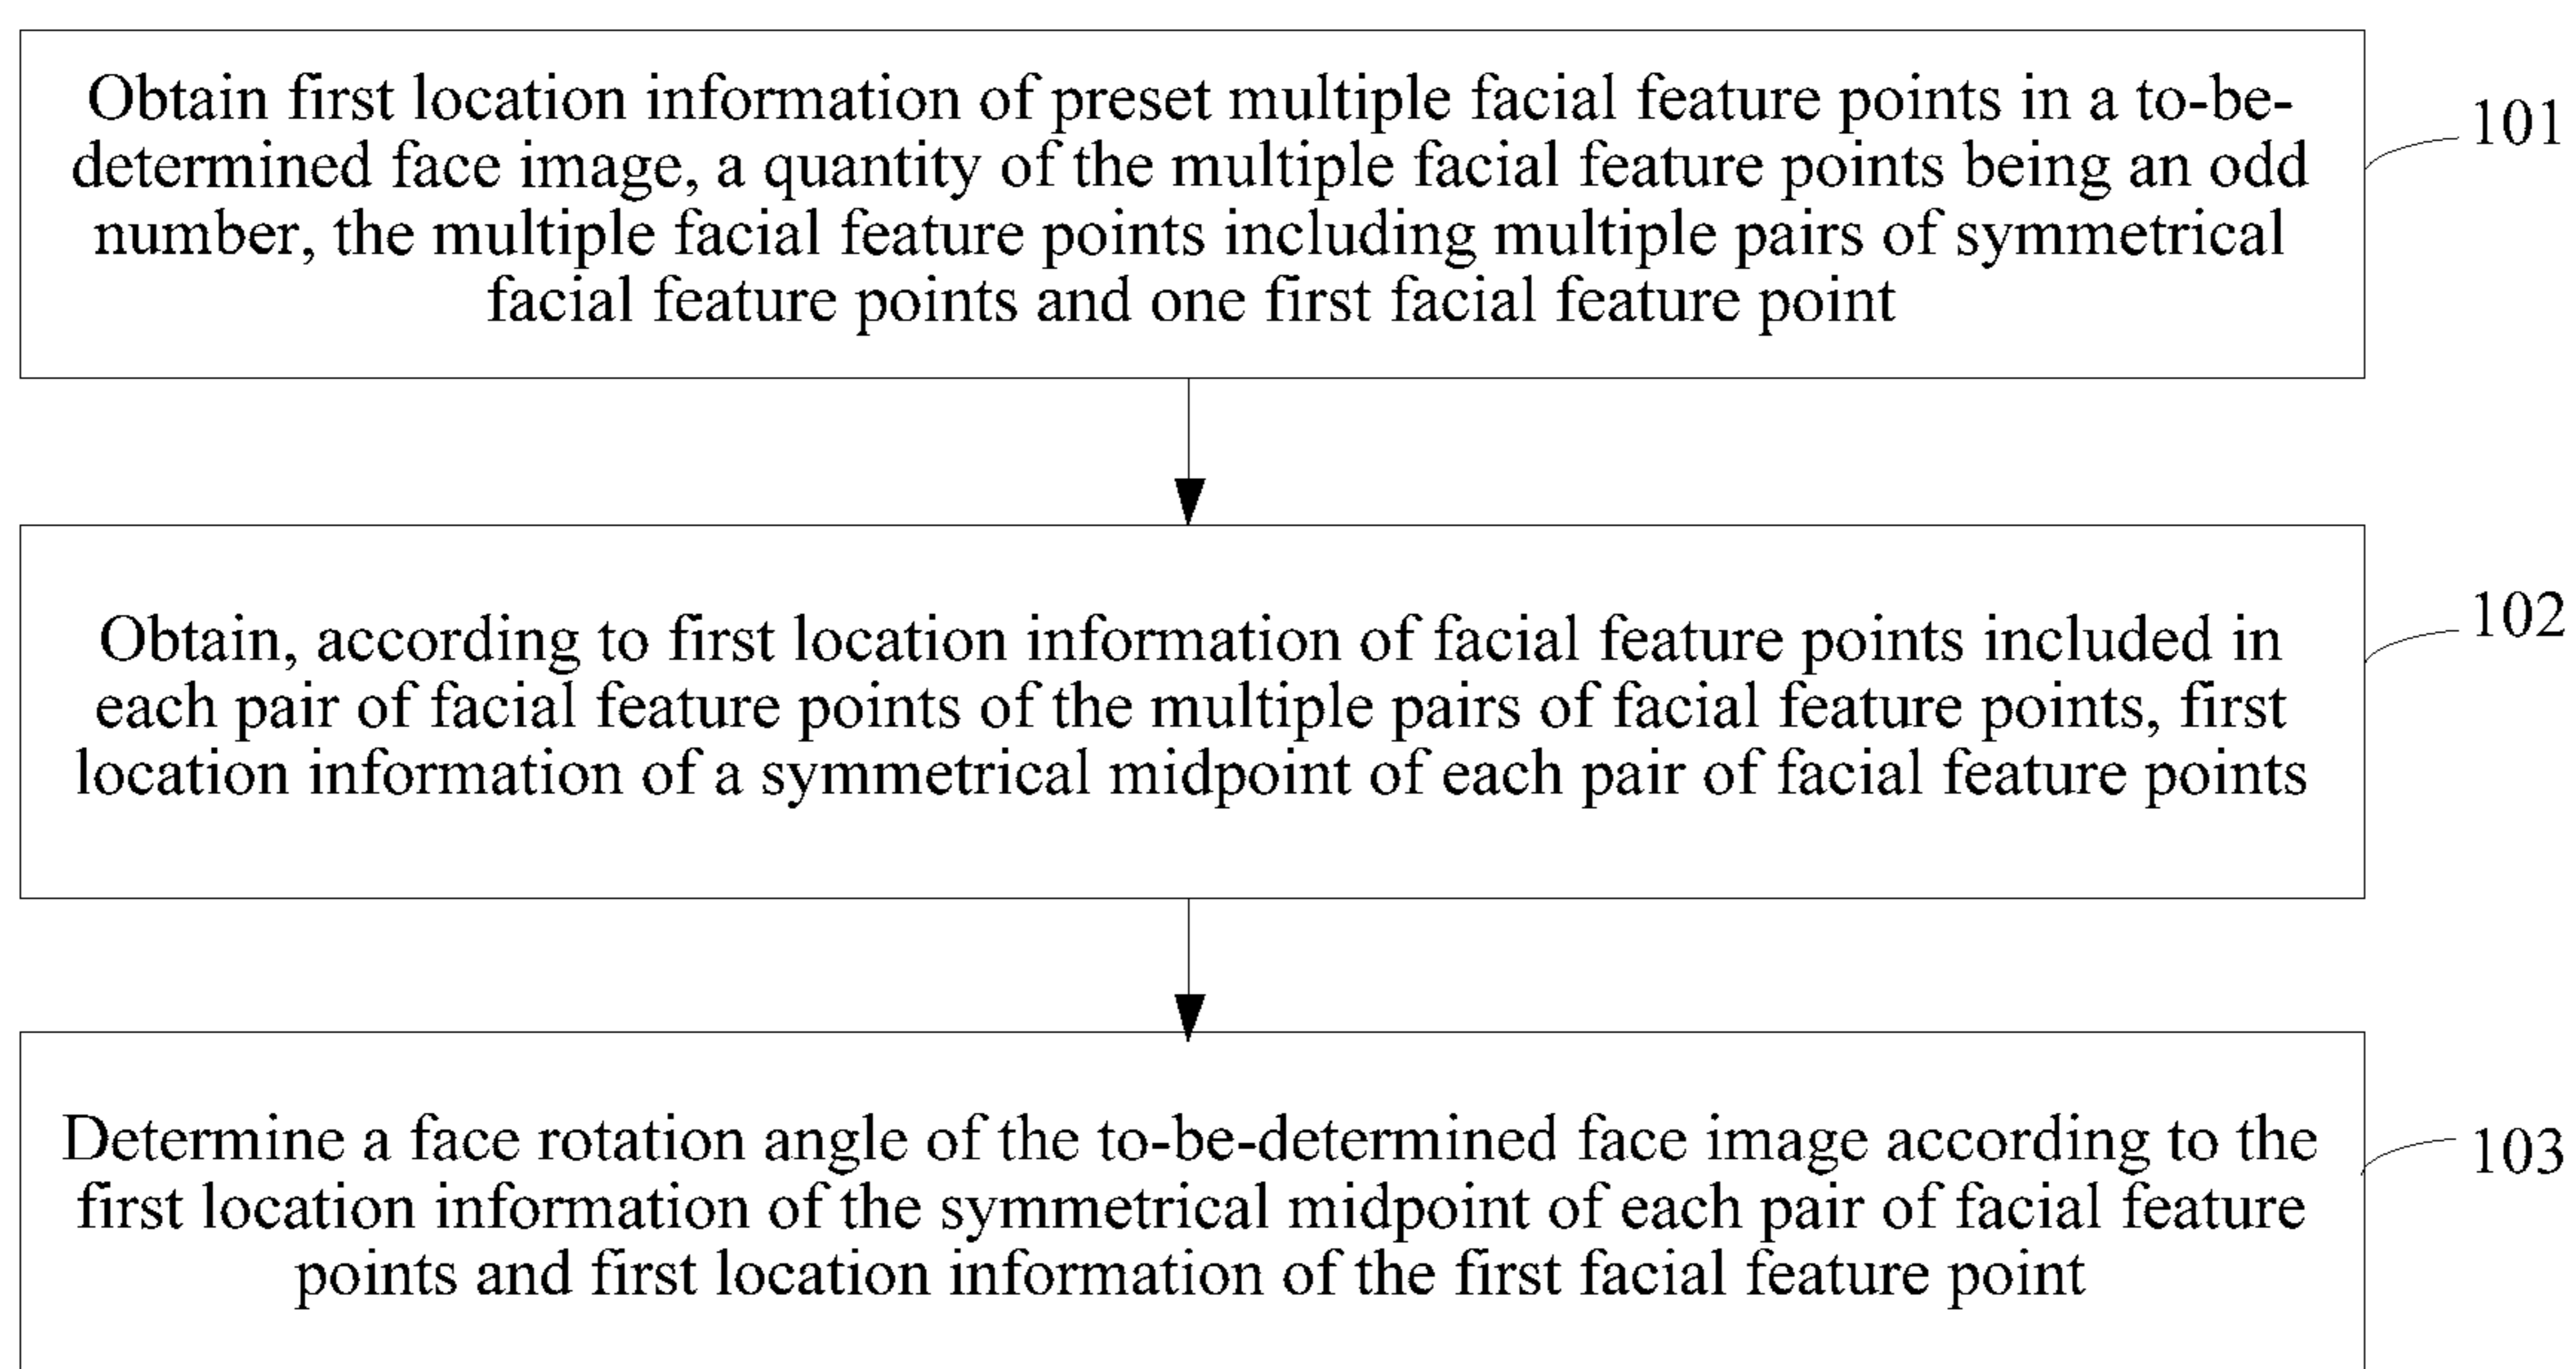 Obtain first location information of preset multiple facial feature points in a to-be-
determined face image, a quantity of the multiple facial feature points being an odd
number, the multiple facial feature points including multiple pairs of symmetrical
facial feature points and one first facial feature point
101
Obtain, according to first location information of facial feature points included in
each pair of facial feature points of the multiple pairs of facial feature points, first
location information of a symmetrical midpoint of each pair of facial feature points
102
Determine a face rotation angle of the to-be-determined face image according to the
first location information of the symmetrical midpoint of each pair of facial feature
points and first location information of the first facial feature point
103